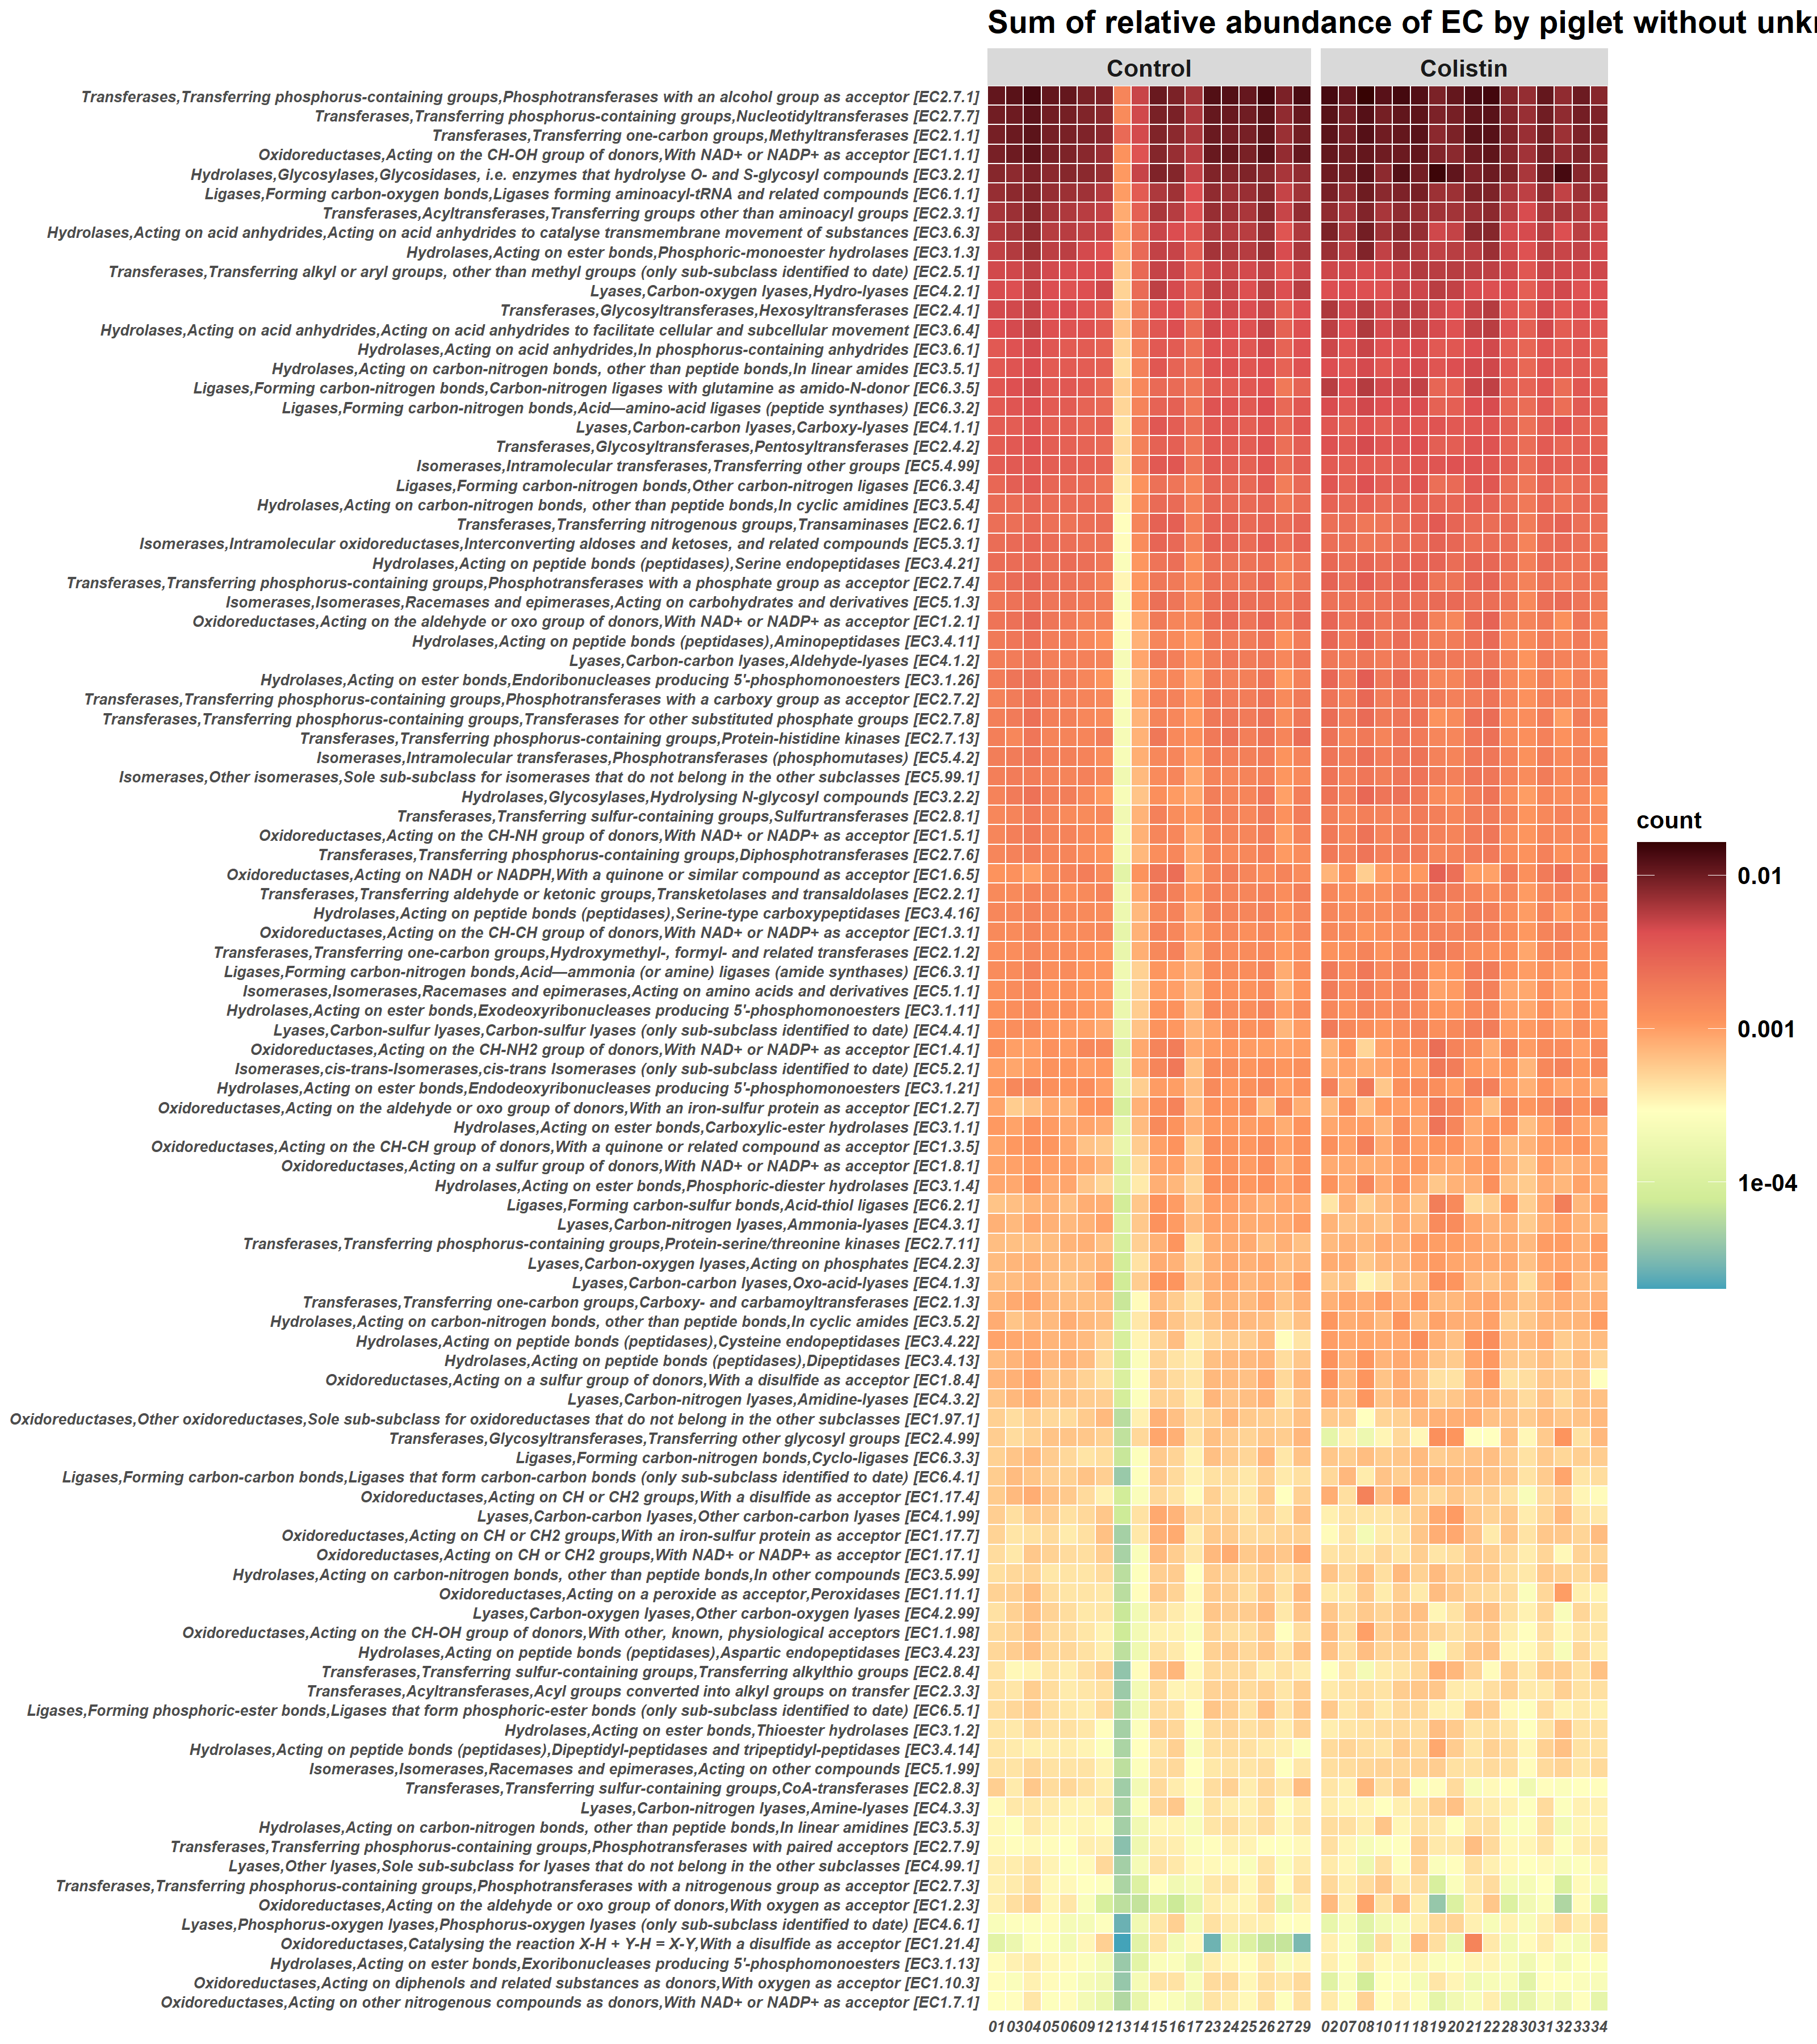 Sum of relative abundance of EC by piglet without unk
Control Colistin
Transferases,Transferring phosphorus-containing groups,Phosphotransferases with an alcohol group as acceptor [EC2.7.1]
Transferases,Transferring phosphorus-containing groups,Nucleotidyltransferases [EC2.7.7]
Transferases,Transferring one-carbon groups,Methyltransferases [EC2.1.1]
Oxidoreductases,Acting on the CH-OH group of donors,With NAD+ or NADP+ as acceptor [EC1.1.1]
Hydrolases,Glycosylases,Glycosidases, i.e. enzymes that hydrolyse O- and S-glycosyl compounds [EC3.2.1]
Ligases,Forming carbon-oxygen bonds,Ligases forming aminoacyl-tRNA and related compounds [EC6.1.1]
Transferases,Acyltransferases,Transferring groups other than aminoacyl groups [EC2.3.1]
Hydrolases,Acting on acid anhydrides,Acting on acid anhydrides to catalyse transmembrane movement of substances [EC3.6.3]
Hydrolases,Acting on ester bonds,Phosphoric-monoester hydrolases [EC3.1.3]
Transferases,Transferring alkyl or aryl groups, other than methyl groups (only sub-subclass identified to date) [EC2.5.1]
Lyases,Carbon-oxygen lyases,Hydro-lyases [EC4.2.1]
Transferases,Glycosyltransferases,Hexosyltransferases [EC2.4.1]
Hydrolases,Acting on acid anhydrides,Acting on acid anhydrides to facilitate cellular and subcellular movement [EC3.6.4]
Hydrolases,Acting on acid anhydrides,In phosphorus-containing anhydrides [EC3.6.1]
Hydrolases,Acting on carbon-nitrogen bonds, other than peptide bonds,In linear amides [EC3.5.1]
Ligases,Forming carbon-nitrogen bonds,Carbon-nitrogen ligases with glutamine as amido-N-donor [EC6.3.5]
Ligases,Forming carbon-nitrogen bonds,Acid—amino-acid ligases (peptide synthases) [EC6.3.2]
Lyases,Carbon-carbon lyases,Carboxy-lyases [EC4.1.1]
Transferases,Glycosyltransferases,Pentosyltransferases [EC2.4.2]
Isomerases,Intramolecular transferases,Transferring other groups [EC5.4.99]
Ligases,Forming carbon-nitrogen bonds,Other carbon-nitrogen ligases [EC6.3.4]
Hydrolases,Acting on carbon-nitrogen bonds, other than peptide bonds,In cyclic amidines [EC3.5.4]
Transferases,Transferring nitrogenous groups,Transaminases [EC2.6.1]
Isomerases,Intramolecular oxidoreductases,Interconverting aldoses and ketoses, and related compounds [EC5.3.1]
Hydrolases,Acting on peptide bonds (peptidases),Serine endopeptidases [EC3.4.21]
Transferases,Transferring phosphorus-containing groups,Phosphotransferases with a phosphate group as acceptor [EC2.7.4]
Isomerases,Isomerases,Racemases and epimerases,Acting on carbohydrates and derivatives [EC5.1.3]
Oxidoreductases,Acting on the aldehyde or oxo group of donors,With NAD+ or NADP+ as acceptor [EC1.2.1]
Hydrolases,Acting on peptide bonds (peptidases),Aminopeptidases [EC3.4.11]
Lyases,Carbon-carbon lyases,Aldehyde-lyases [EC4.1.2]
Hydrolases,Acting on ester bonds,Endoribonucleases producing 5'-phosphomonoesters [EC3.1.26]
Transferases,Transferring phosphorus-containing groups,Phosphotransferases with a carboxy group as acceptor [EC2.7.2]
Transferases,Transferring phosphorus-containing groups,Transferases for other substituted phosphate groups [EC2.7.8]
Transferases,Transferring phosphorus-containing groups,Protein-histidine kinases [EC2.7.13]
Isomerases,Intramolecular transferases,Phosphotransferases (phosphomutases) [EC5.4.2]
Isomerases,Other isomerases,Sole sub-subclass for isomerases that do not belong in the other subclasses [EC5.99.1]
Hydrolases,Glycosylases,Hydrolysing N-glycosyl compounds [EC3.2.2]
Transferases,Transferring sulfur-containing groups,Sulfurtransferases [EC2.8.1]
Oxidoreductases,Acting on the CH-NH group of donors,With NAD+ or NADP+ as acceptor [EC1.5.1]
Transferases,Transferring phosphorus-containing groups,Diphosphotransferases [EC2.7.6]
Oxidoreductases,Acting on NADH or NADPH,With a quinone or similar compound as acceptor [EC1.6.5]
Transferases,Transferring aldehyde or ketonic groups,Transketolases and transaldolases [EC2.2.1]
Hydrolases,Acting on peptide bonds (peptidases),Serine-type carboxypeptidases [EC3.4.16]
Oxidoreductases,Acting on the CH-CH group of donors,With NAD+ or NADP+ as acceptor [EC1.3.1]
Transferases,Transferring one-carbon groups,Hydroxymethyl-, formyl- and related transferases [EC2.1.2]
Ligases,Forming carbon-nitrogen bonds,Acid—ammonia (or amine) ligases (amide synthases) [EC6.3.1]
Isomerases,Isomerases,Racemases and epimerases,Acting on amino acids and derivatives [EC5.1.1]
Hydrolases,Acting on ester bonds,Exodeoxyribonucleases producing 5'-phosphomonoesters [EC3.1.11]
Lyases,Carbon-sulfur lyases,Carbon-sulfur lyases (only sub-subclass identified to date) [EC4.4.1]
Oxidoreductases,Acting on the CH-NH2 group of donors,With NAD+ or NADP+ as acceptor [EC1.4.1]
Isomerases,cis-trans-Isomerases,cis-trans Isomerases (only sub-subclass identified to date) [EC5.2.1]
Hydrolases,Acting on ester bonds,Endodeoxyribonucleases producing 5'-phosphomonoesters [EC3.1.21]
Oxidoreductases,Acting on the aldehyde or oxo group of donors,With an iron-sulfur protein as acceptor [EC1.2.7]
Hydrolases,Acting on ester bonds,Carboxylic-ester hydrolases [EC3.1.1]
Oxidoreductases,Acting on the CH-CH group of donors,With a quinone or related compound as acceptor [EC1.3.5]
Oxidoreductases,Acting on a sulfur group of donors,With NAD+ or NADP+ as acceptor [EC1.8.1]
Hydrolases,Acting on ester bonds,Phosphoric-diester hydrolases [EC3.1.4]
Ligases,Forming carbon-sulfur bonds,Acid-thiol ligases [EC6.2.1]
Lyases,Carbon-nitrogen lyases,Ammonia-lyases [EC4.3.1]
Transferases,Transferring phosphorus-containing groups,Protein-serine/threonine kinases [EC2.7.11]
Lyases,Carbon-oxygen lyases,Acting on phosphates [EC4.2.3]
Lyases,Carbon-carbon lyases,Oxo-acid-lyases [EC4.1.3]
Transferases,Transferring one-carbon groups,Carboxy- and carbamoyltransferases [EC2.1.3]
Hydrolases,Acting on carbon-nitrogen bonds, other than peptide bonds,In cyclic amides [EC3.5.2]
Hydrolases,Acting on peptide bonds (peptidases),Cysteine endopeptidases [EC3.4.22]
Hydrolases,Acting on peptide bonds (peptidases),Dipeptidases [EC3.4.13]
Oxidoreductases,Acting on a sulfur group of donors,With a disulfide as acceptor [EC1.8.4]
Lyases,Carbon-nitrogen lyases,Amidine-lyases [EC4.3.2]
Oxidoreductases,Other oxidoreductases,Sole sub-subclass for oxidoreductases that do not belong in the other subclasses [EC1.97.1]
Transferases,Glycosyltransferases,Transferring other glycosyl groups [EC2.4.99]
Ligases,Forming carbon-nitrogen bonds,Cyclo-ligases [EC6.3.3]
Ligases,Forming carbon-carbon bonds,Ligases that form carbon-carbon bonds (only sub-subclass identified to date) [EC6.4.1]
Oxidoreductases,Acting on CH or CH2 groups,With a disulfide as acceptor [EC1.17.4]
Lyases,Carbon-carbon lyases,Other carbon-carbon lyases [EC4.1.99]
Oxidoreductases,Acting on CH or CH2 groups,With an iron-sulfur protein as acceptor [EC1.17.7]
Oxidoreductases,Acting on CH or CH2 groups,With NAD+ or NADP+ as acceptor [EC1.17.1]
Hydrolases,Acting on carbon-nitrogen bonds, other than peptide bonds,In other compounds [EC3.5.99]
Oxidoreductases,Acting on a peroxide as acceptor,Peroxidases [EC1.11.1]
Lyases,Carbon-oxygen lyases,Other carbon-oxygen lyases [EC4.2.99]
Oxidoreductases,Acting on the CH-OH group of donors,With other, known, physiological acceptors [EC1.1.98]
Hydrolases,Acting on peptide bonds (peptidases),Aspartic endopeptidases [EC3.4.23]
Transferases,Transferring sulfur-containing groups,Transferring alkylthio groups [EC2.8.4]
Transferases,Acyltransferases,Acyl groups converted into alkyl groups on transfer [EC2.3.3]
Ligases,Forming phosphoric-ester bonds,Ligases that form phosphoric-ester bonds (only sub-subclass identified to date) [EC6.5.1]
Hydrolases,Acting on ester bonds,Thioester hydrolases [EC3.1.2]
Hydrolases,Acting on peptide bonds (peptidases),Dipeptidyl-peptidases and tripeptidyl-peptidases [EC3.4.14]
Isomerases,Isomerases,Racemases and epimerases,Acting on other compounds [EC5.1.99]
Transferases,Transferring sulfur-containing groups,CoA-transferases [EC2.8.3]
Lyases,Carbon-nitrogen lyases,Amine-lyases [EC4.3.3]
Hydrolases,Acting on carbon-nitrogen bonds, other than peptide bonds,In linear amidines [EC3.5.3]
Transferases,Transferring phosphorus-containing groups,Phosphotransferases with paired acceptors [EC2.7.9]
Lyases,Other lyases,Sole sub-subclass for lyases that do not belong in the other subclasses [EC4.99.1]
Transferases,Transferring phosphorus-containing groups,Phosphotransferases with a nitrogenous group as acceptor [EC2.7.3]
Oxidoreductases,Acting on the aldehyde or oxo group of donors,With oxygen as acceptor [EC1.2.3]
Lyases,Phosphorus-oxygen lyases,Phosphorus-oxygen lyases (only sub-subclass identified to date) [EC4.6.1]
Oxidoreductases,Catalysing the reaction X-H + Y-H = X-Y,With a disulfide as acceptor [EC1.21.4]
Hydrolases,Acting on ester bonds,Exoribonucleases producing 5'-phosphomonoesters [EC3.1.13]
Oxidoreductases,Acting on diphenols and related substances as donors,With oxygen as acceptor [EC1.10.3]
Oxidoreductases,Acting on other nitrogenous compounds as donors,With NAD+ or NADP+ as acceptor [EC1.7.1]
01 03 04 05 06 09 12 13 14 15 16 17 23 24 25 26 27 29 02 07 08 10 11 18 19 20 21 22 28 30 31 32 33 34
count
0.01
0.001
1e-04